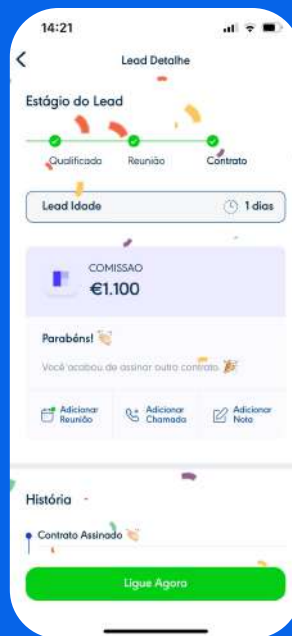 14:21
Lead Detalhe
Estágio do Lead
Qualificado Reunião Contrato
Lead Idade 1 dias
COMISSAO
€1.100
Parabéns! 👏🏻
Você acabou de assinar outro contrato. 🎉
Adicionar Reunião
Adicionar Chamada
Adicionar Nota
História
Contrato Assinado 👏🏻
Ligue Agora